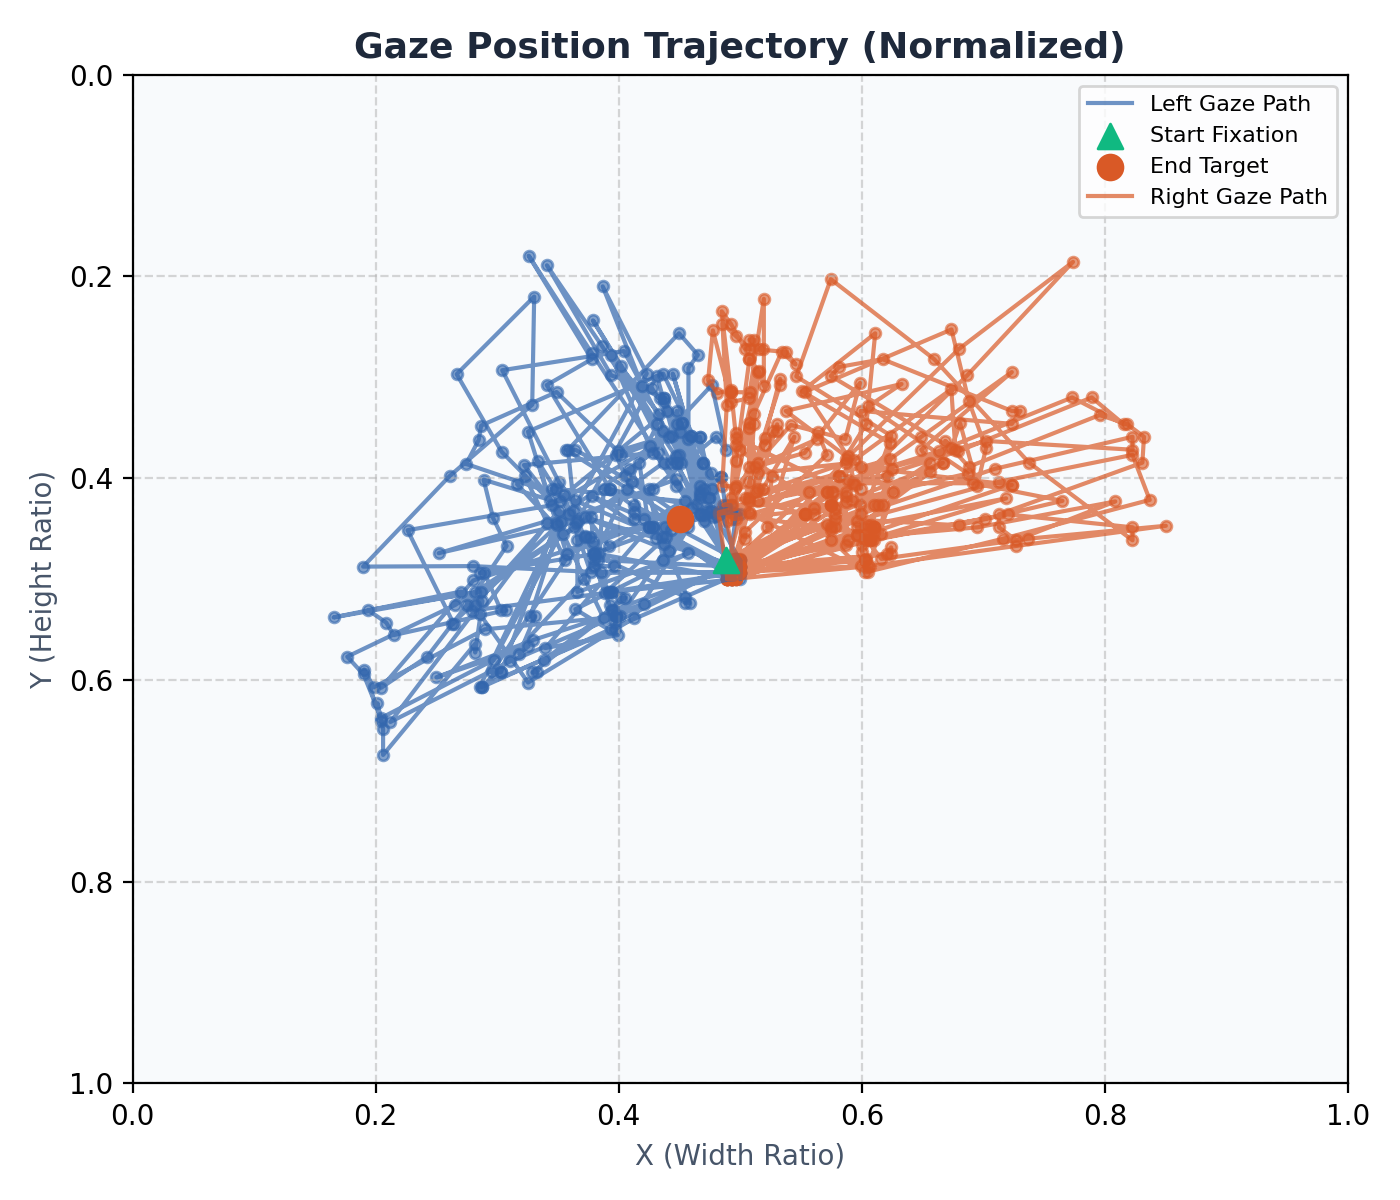 Gaze Position Trajectory (Normalized)
Left Gaze Path
Start Fixation
End Target
Right Gaze Path
0.0
0.2
0.4
0.6
0.8
1.0
Y (Height Ratio)
0.0 0.2 0.4 0.6 0.8 1.0
X (Width Ratio)